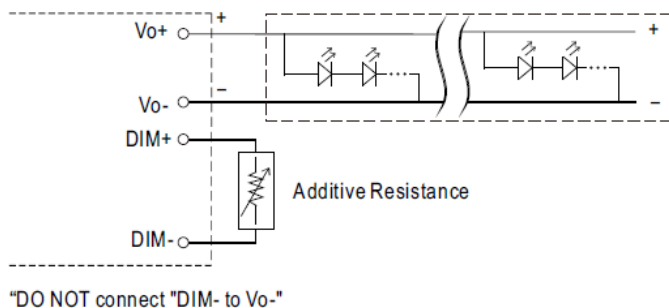 Vo+
+
+
Vo-
−
−
DIM+
Additive Resistance
DIM-
“DO NOT connect "DIM- to Vo-"